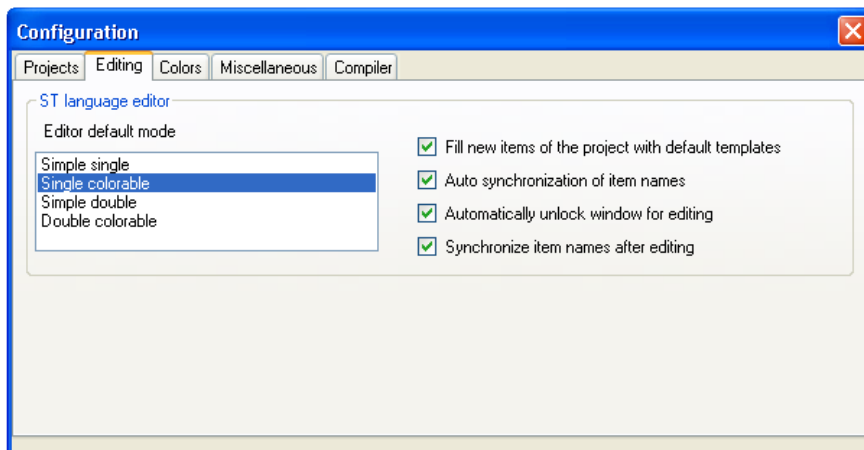 Configuration
Projects Editing Colors Miscellaneous Compiler
ST language editor
Editor default mode
Simple single
Single colorable
Simple double
Double colorable
Fill new items of the project with default templates
Auto synchronization of item names
Automatically unlock window for editing
Synchronize item names after editing